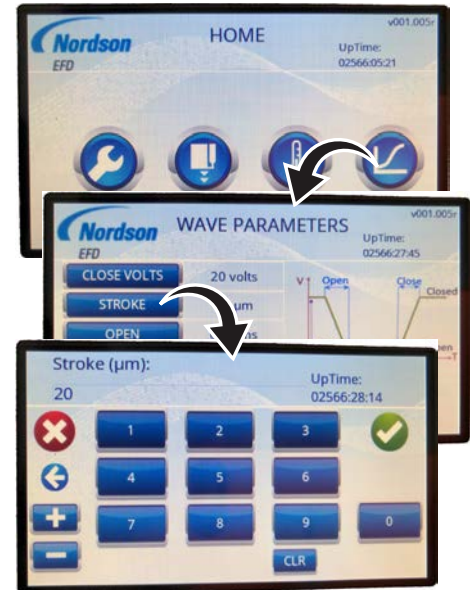 Nordson
EFD
HOME
v001.005r
UpTime:
02566:05:21
Nordson
EFD
WAVE PARAMETERS
v001.005r
UpTime:
02566:27:45
CLOSE VOLTS 20 volts
STROKE um
OPEN ms
V Open Close
Closed
T
Stroke (µm):
20
UpTime:
02566:28:14
1 2 3
4 5 6
7 8 9 0
+
-
CLR